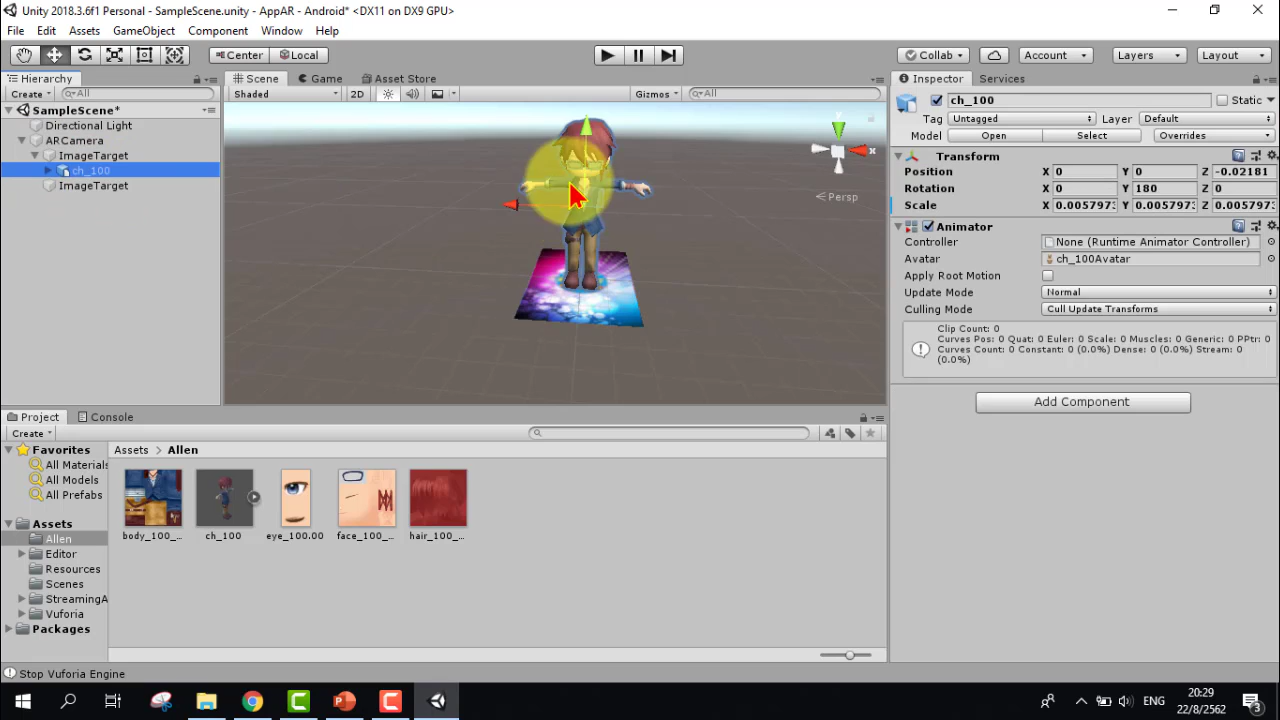 Unity 2018.3.6f1 Personal - SampleScene.unity - AppAR - Android* <DX11 on DX9 GPU>
File Edit Assets GameObject Component Window Help
Center Local Collab Account Layers Layout
Hierarchy
Create All
SampleScene*
Directional Light
ARCamera
ImageTarget
ch_100
ImageTarget
Scene Game Asset Store
Shaded 2D Gizmos All
x
Persp
Inspector Services
ch_100 Static
Tag Untagged Layer Default
Model Open Select Overrides
Transform
Position X 0 Y 0 Z -0.02181
Rotation X 0 Y 180 Z 0
Scale X 0.005797 Y 0.005797 Z 0.005797
Animator
Controller None (Runtime Animator Controller)
Avatar ch_100Avatar
Apply Root Motion
Update Mode Normal
Culling Mode Cull Update Transforms
Clip Count: 0
Curves Pos: 0 Quat: 0 Euler: 0 Scale: 0 Muscles: 0 Generic: 0 PPtr: 0
Curves Count: 0 Constant: 0 (0.0%) Dense: 0 (0.0%) Stream: 0
(0.0%)
Add Component
Project Console
Create
Favorites
All Materials
All Models
All Prefabs
Assets
Allen
Editor
Resources
Scenes
StreamingA
Vuforia
Packages
Assets > Allen
body_100_... ch_100 eye_100.00 face_100_... hair_100_...
Stop Vuforia Engine
ENG
20:29
22/8/2562
3